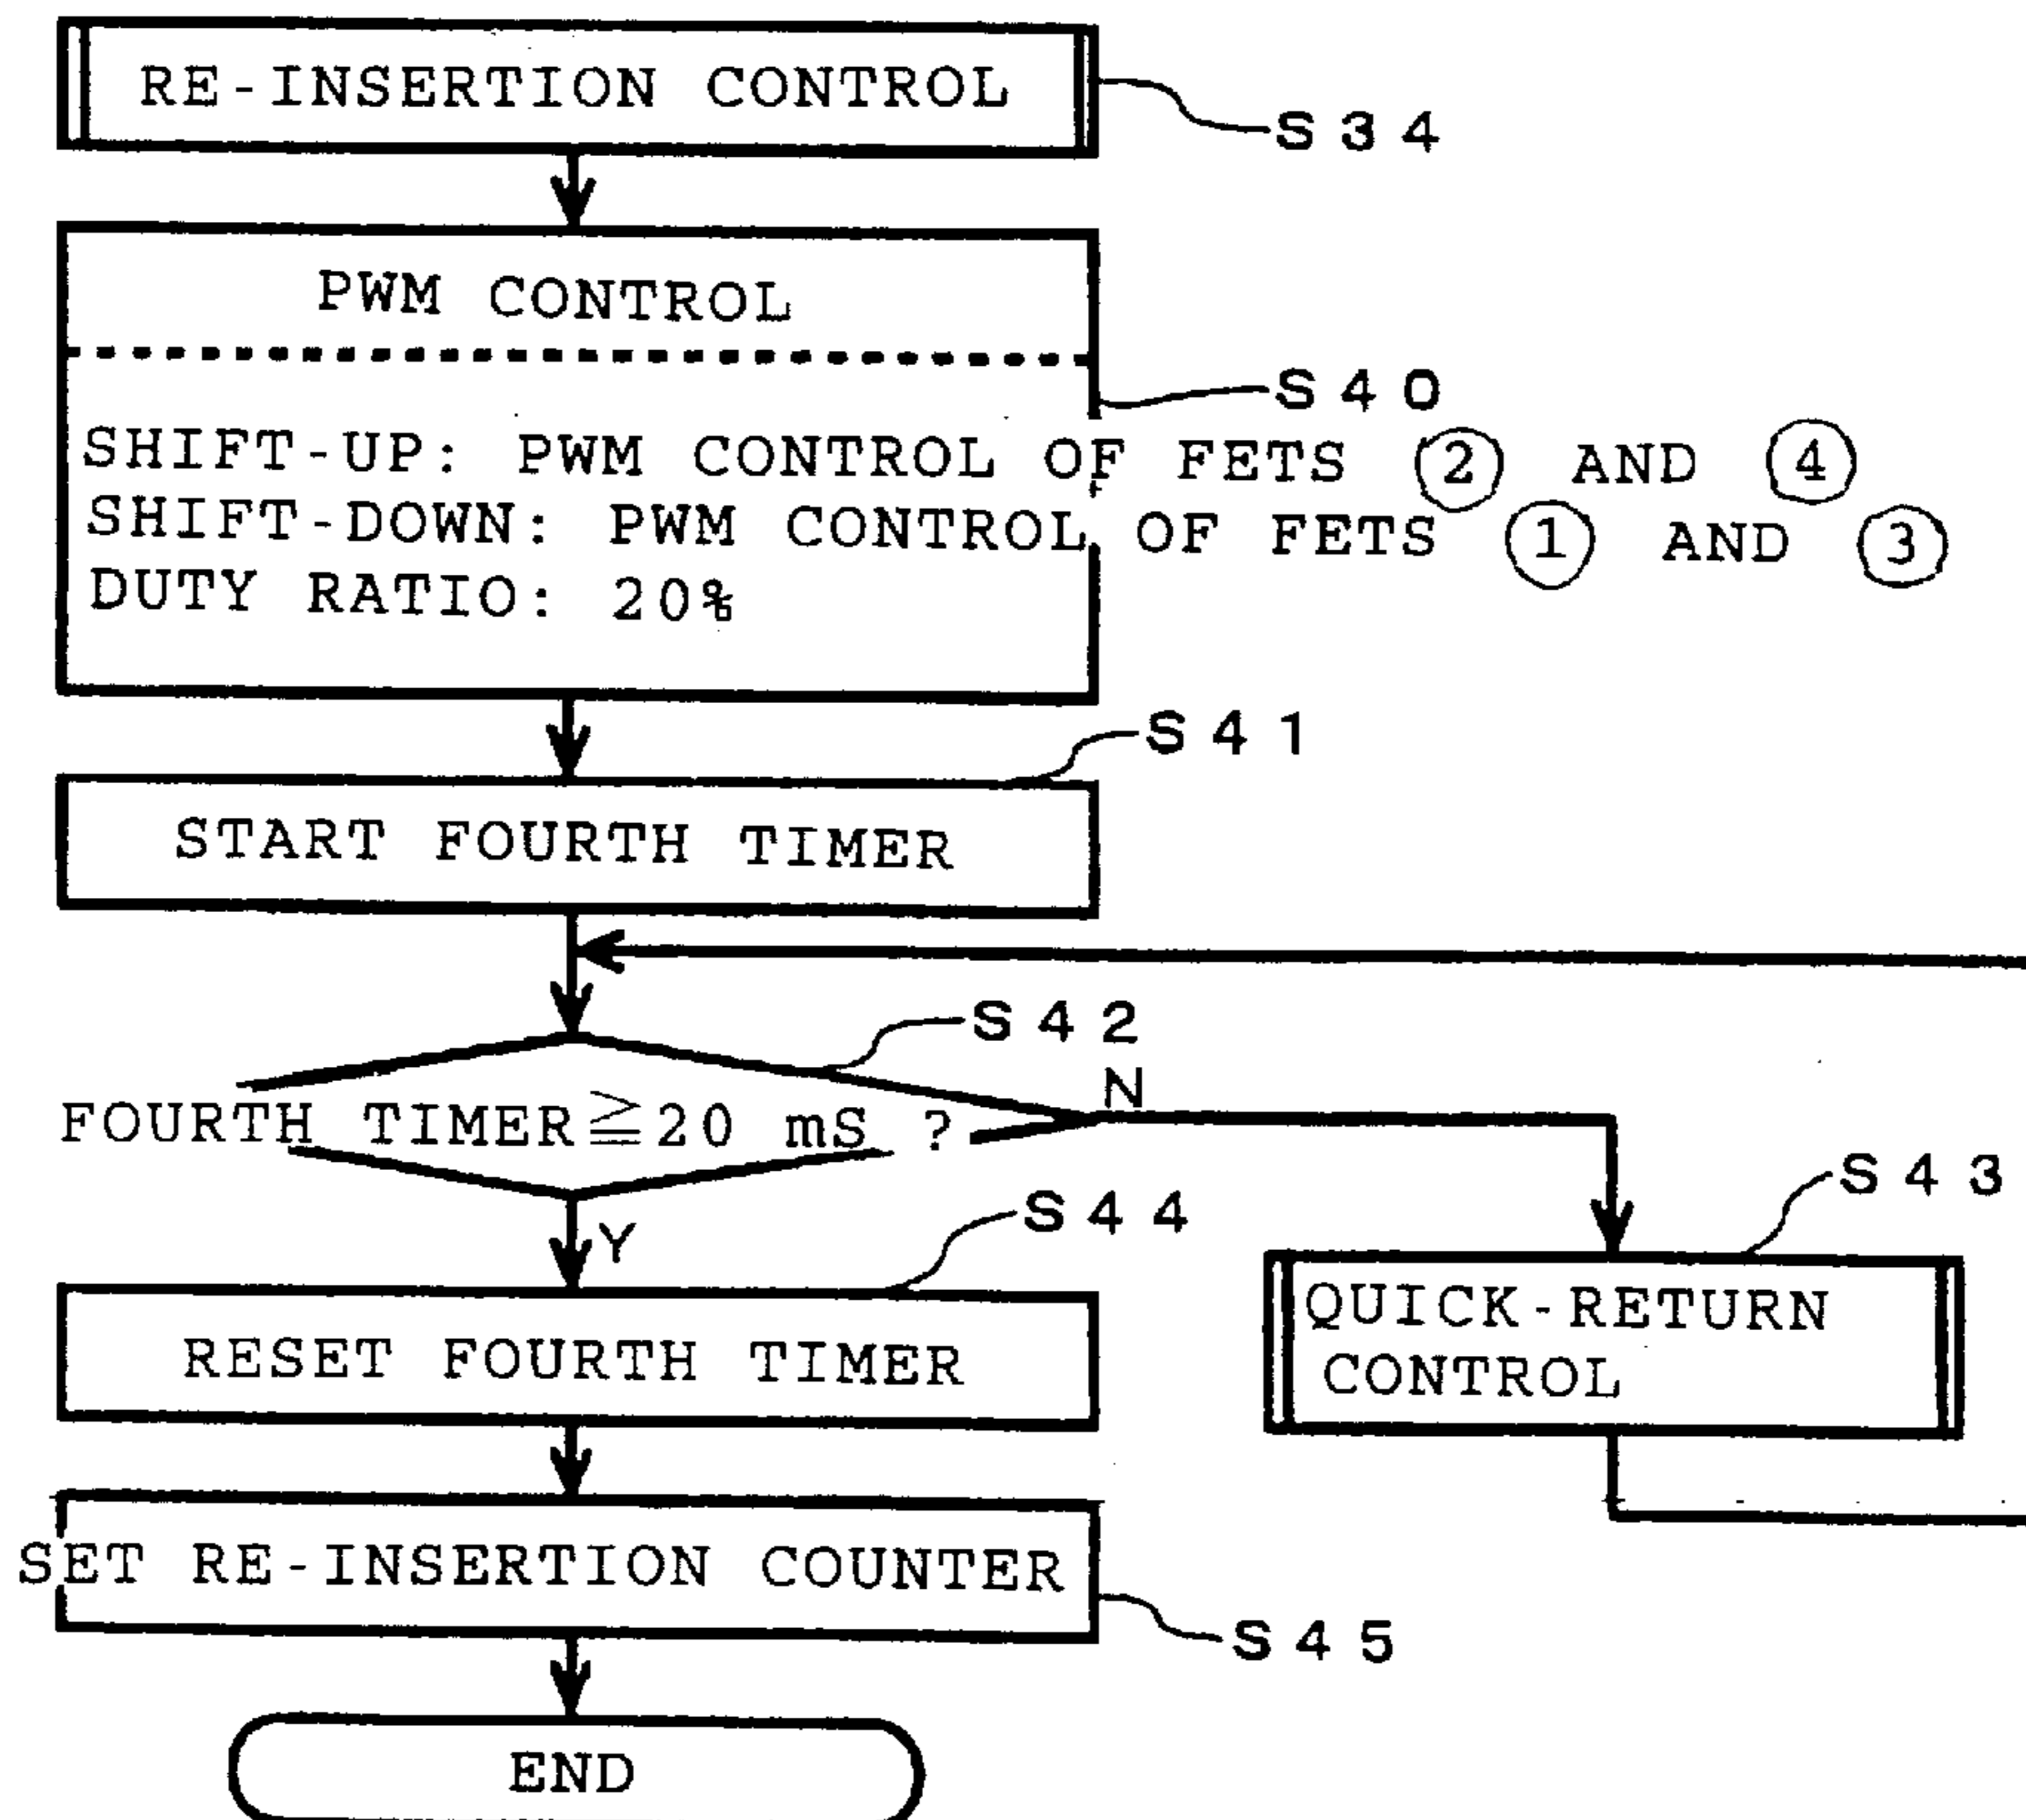 RE-INSERTION CONTROL
S34
PWM CONTROL
S40
SHIFT-UP: PWM CONTROL OF FETS ② AND ④
SHIFT-DOWN: PWM CONTROL OF FETS ① AND ③
DUTY RATIO: 20%
S41
START FOURTH TIMER
S42
N
FOURTH TIMER≧20 mS ?
S43
S44
Y
QUICK-RETURN
CONTROL
RESET FOURTH TIMER
SET RE-INSERTION COUNTER
S45
END